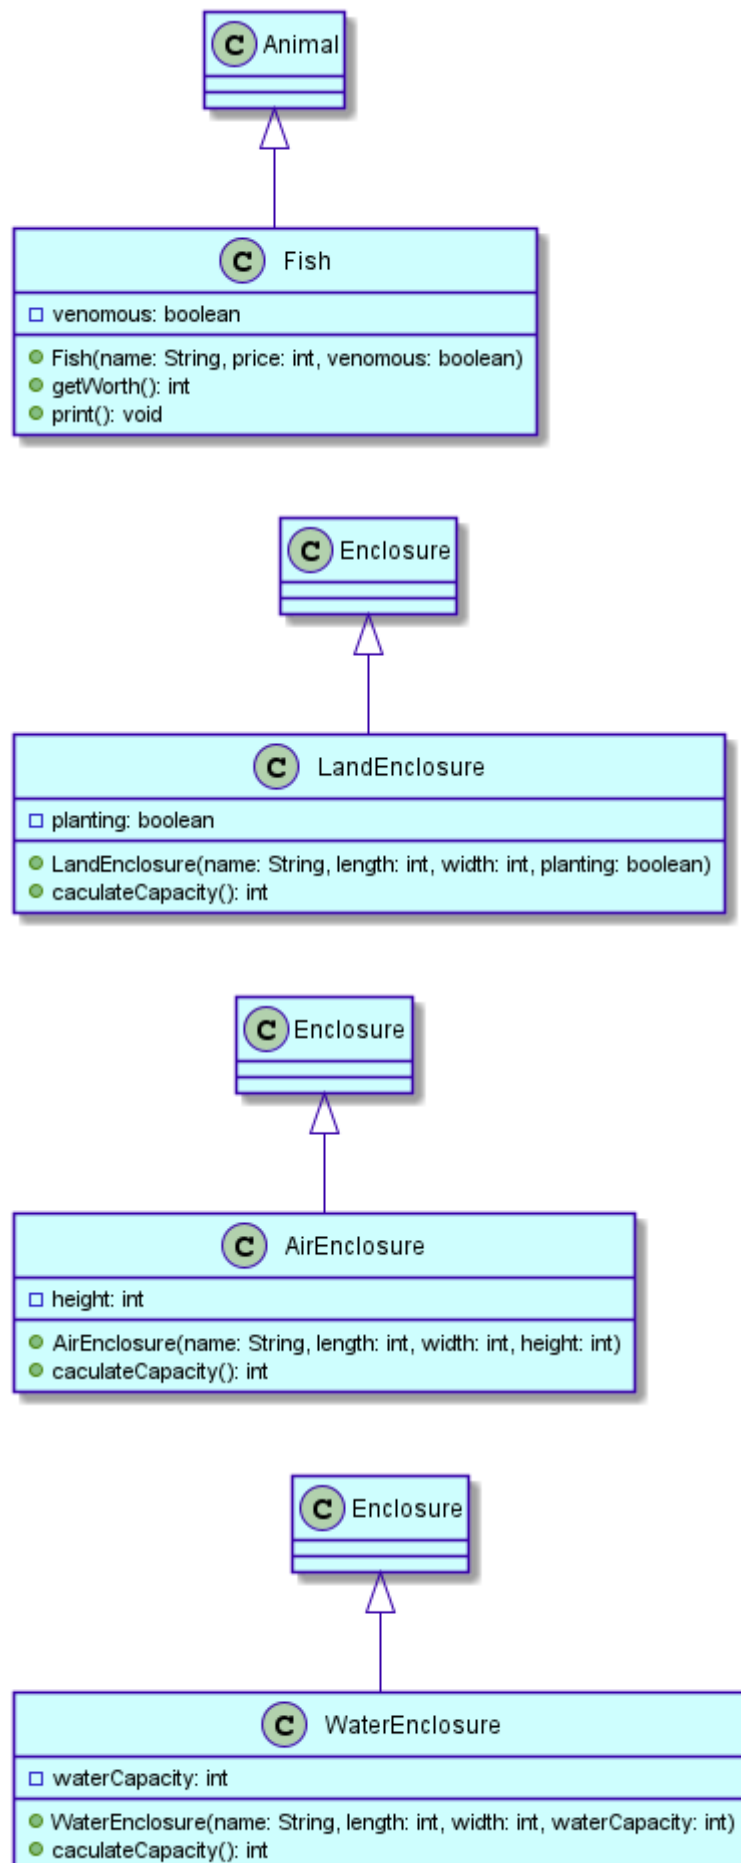 C Animal
C Fish
venomous: boolean
Fish(name: String, price: int, venomous: boolean)
getWorth(): int
print(): void
C Enclosure
C LandEnclosure
planting: boolean
LandEnclosure(name: String, length: int, width: int, planting: boolean)
caculateCapacity(): int
C Enclosure
C AirEnclosure
height: int
AirEnclosure(name: String, length: int, width: int, height: int)
caculateCapacity(): int
C Enclosure
C WaterEnclosure
waterCapacity: int
WaterEnclosure(name: String, length: int, width: int, waterCapacity: int)
caculateCapacity(): int